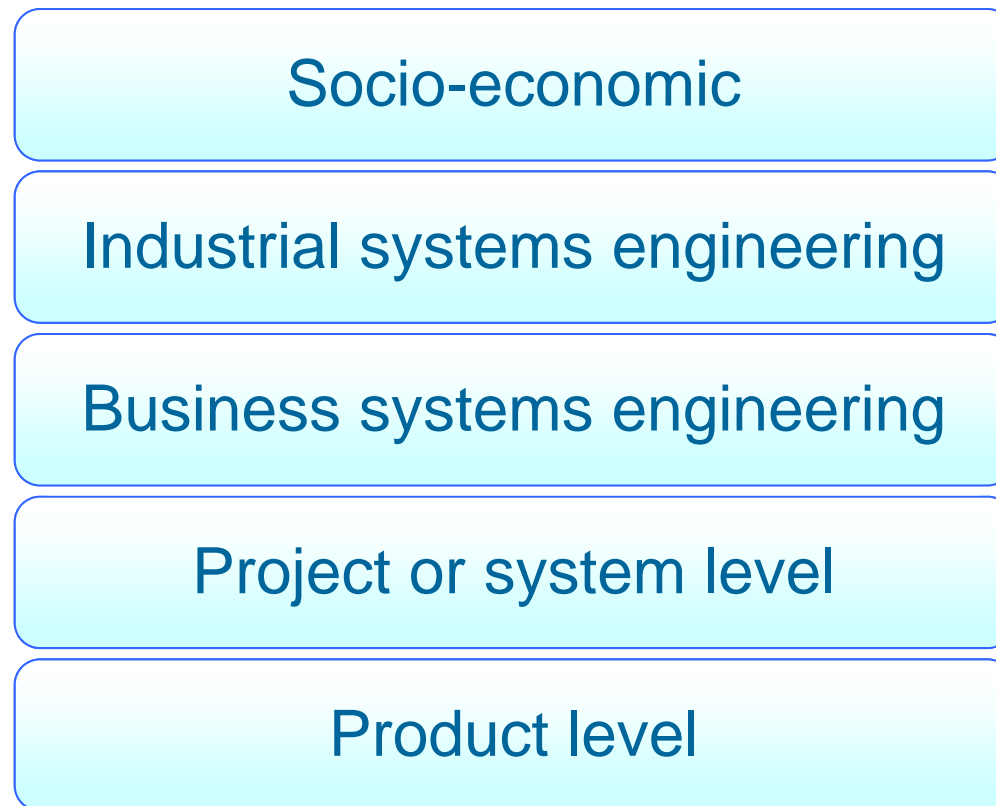 Socio-economic
Industrial systems engineering
Business systems engineering
Project or system level
Product level